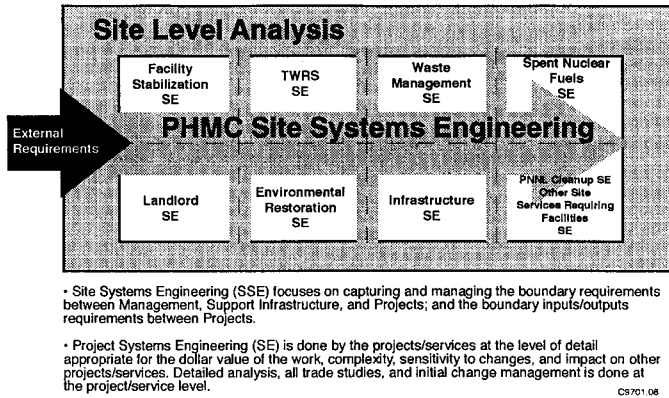 Site Level Analysis
Facility
Stabilization
SE
TWRS
SE
Waste
Management
SE
Spent Nuclear
Fuels
SE
External
Requirements
PHMC Site Systems Engineering
Landlord
SE
Environmental
Restoration
SE
Infrastructure
SE
PNNL Cleanup SE
Other Site
Services Requiring
Facilities
SE
• Site Systems Engineering (SSE) focuses on capturing and managing the boundary requirements
between Management, Support Infrastructure, and Projects; and the boundary inputs/outputs
requirements between Projects.
• Project Systems Engineering (SE) is done by the projects/services at the level of detail
appropriate for the dollar value of the work, complexity, sensitivity to changes, and impact on other
projects/services. Detailed analysis, all trade studies, and initial change management is done at
the project/service level.
C9701.08